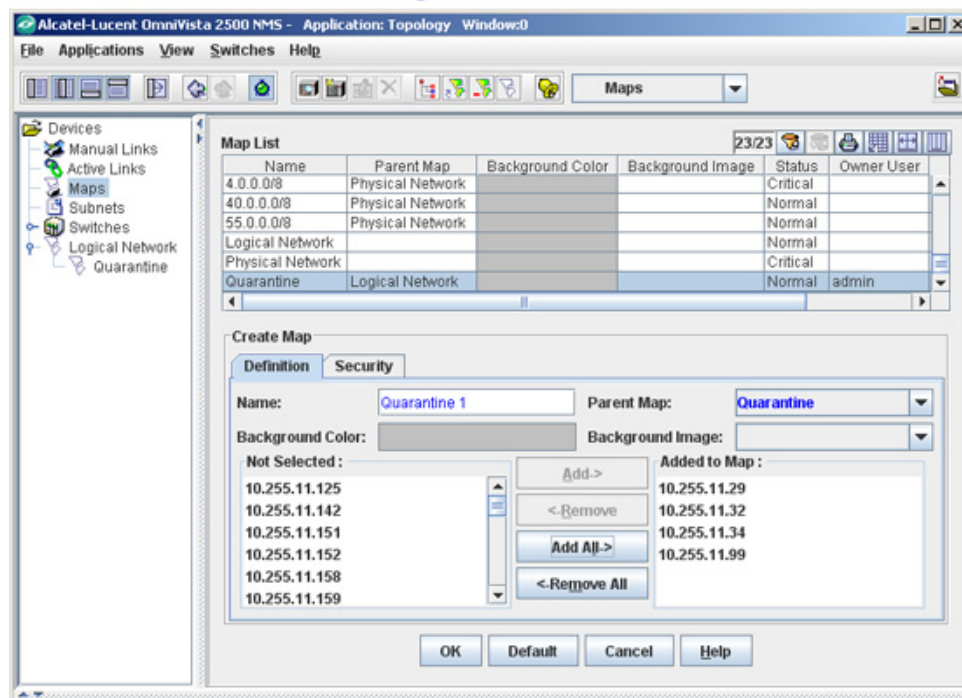 Alcatel-Lucent OmniVista 2500 NMS - Application: Topology Window:0
File Applications View Switches Help
Maps
Devices
Manual Links
Active Links
Maps
Subnets
Switches
Logical Network
Quarantine
Map List 23/23
Name Parent Map Background Color Background Image Status Owner User
4.0.0.0/8 Physical Network Critical
40.0.0.0/8 Physical Network Normal
55.0.0.0/8 Physical Network Normal
Logical Network Normal
Physical Network Critical
Quarantine Logical Network Normal admin
Create Map
Definition Security
Name: Quarantine 1 Parent Map: Quarantine
Background Color: Background Image:
Not Selected : Added to Map :
10.255.11.125
10.255.11.142
10.255.11.151
10.255.11.152
10.255.11.158
10.255.11.159
Add->
<-Remove
Add All->
<-Remove All
10.255.11.29
10.255.11.32
10.255.11.34
10.255.11.99
OK Default Cancel Help